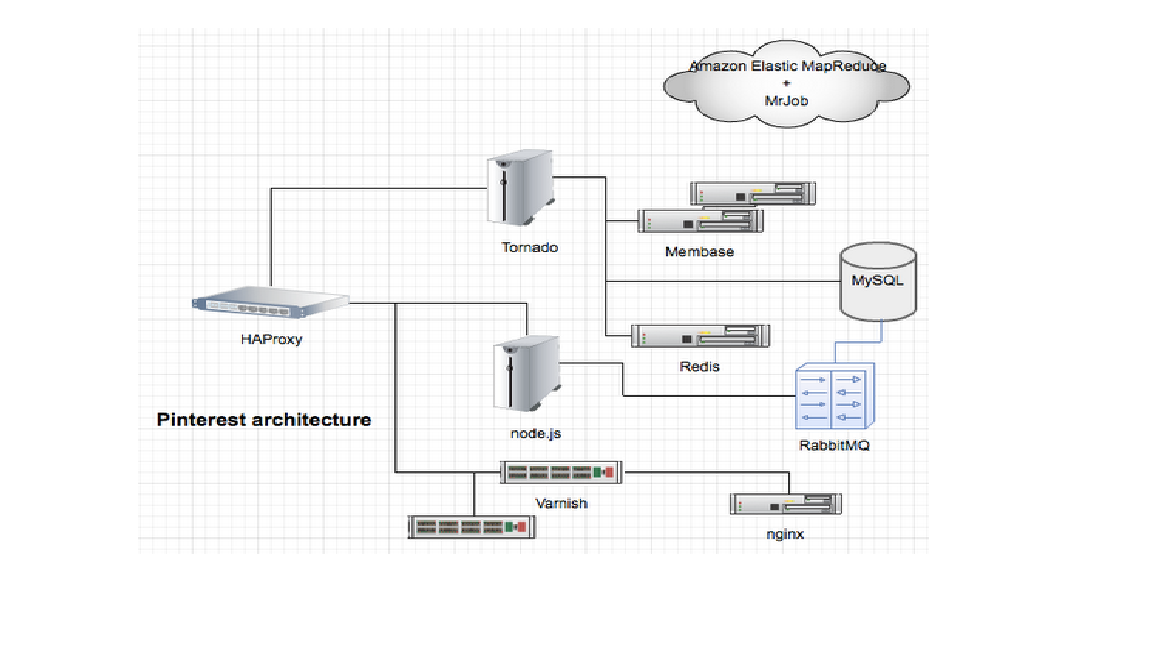 Amazon Elastic MapReduce
+
MrJob
Tornado
Membase
MySQL
HAProxy
Redis
Pinterest architecture
node.js
RabbitMQ
Varnish
nginx